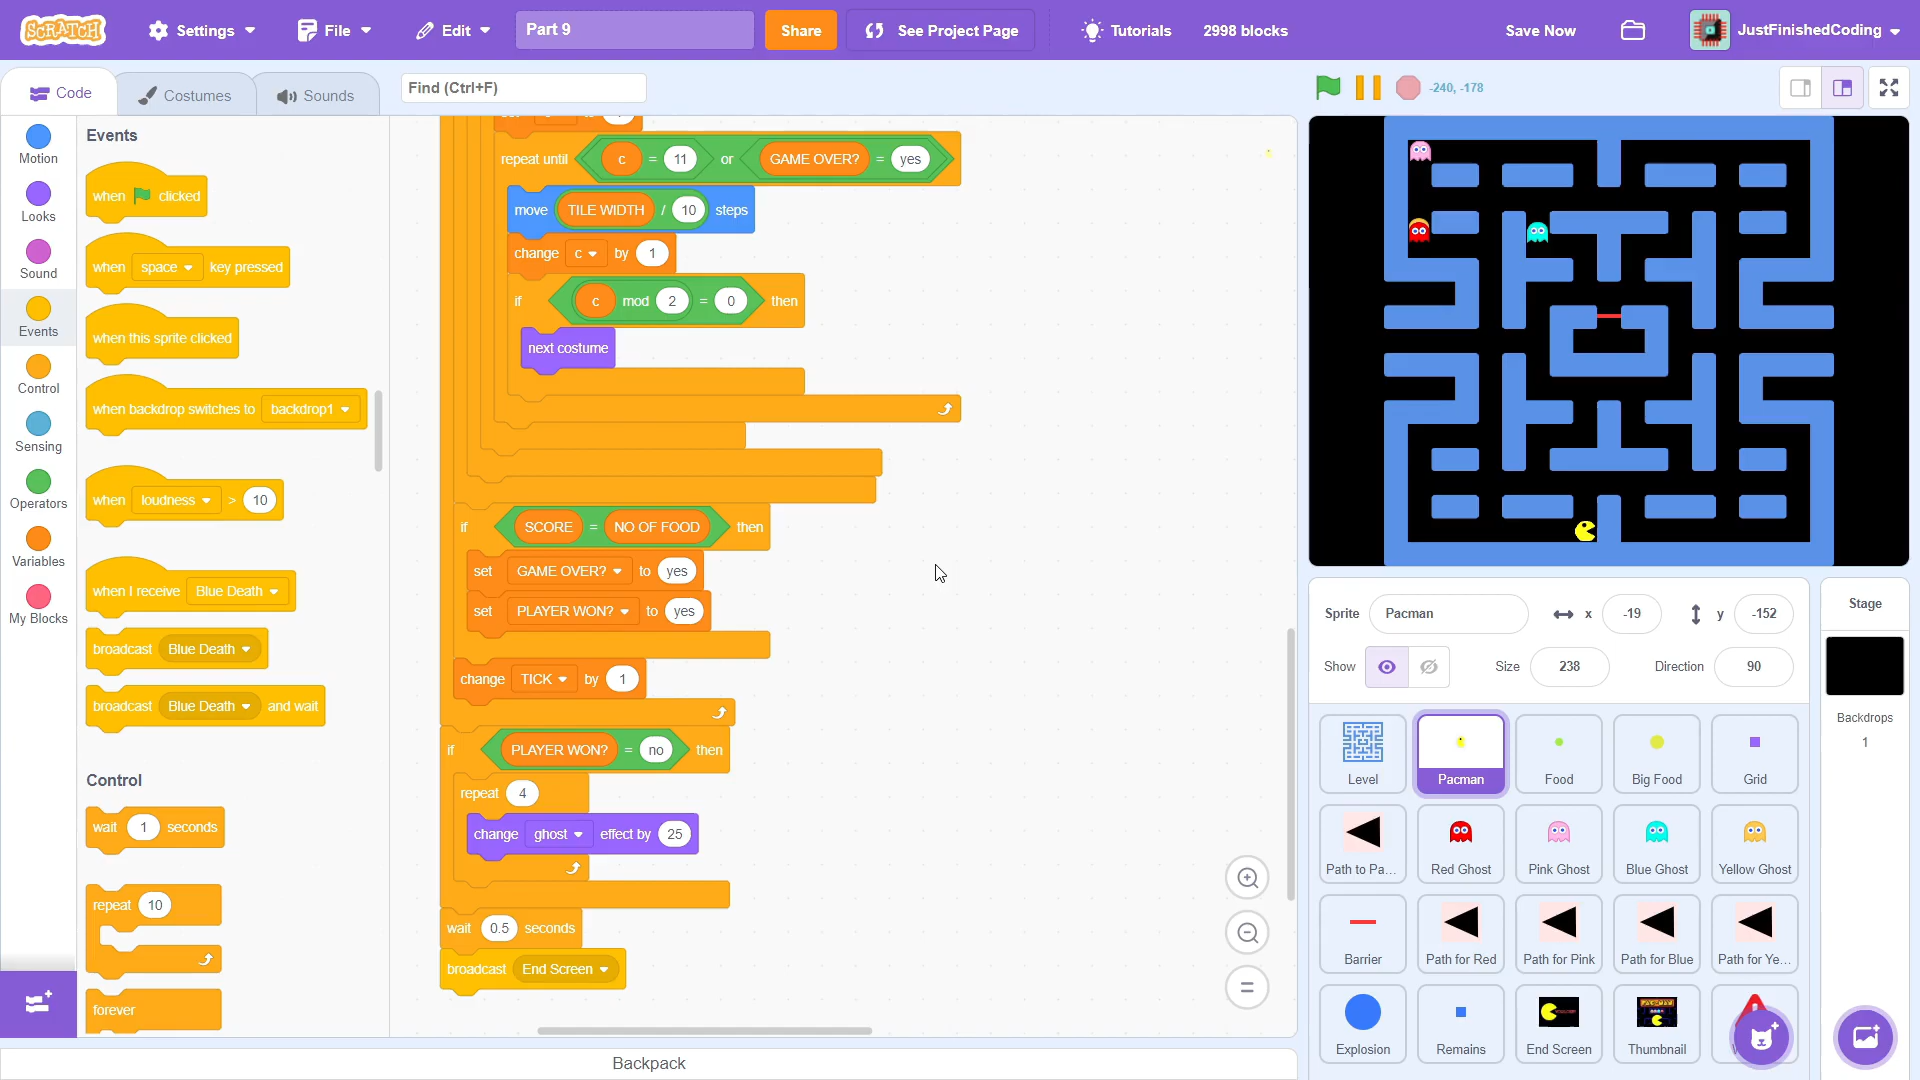 SCRATCH
Settings
File
Edit
Part 9
Share
See Project Page
Tutorials
2998 blocks
Save Now
JustFinishedCoding
Code
Costumes
Sounds
Find (Ctrl+F)
-240, -178
Motion
Looks
Sound
Events
Control
Sensing
Operators
Variables
My Blocks
Events
when clicked
when space key pressed
when this sprite clicked
when backdrop switches to backdrop1
when loudness > 10
when I receive Blue Death
broadcast Blue Death
broadcast Blue Death and wait
Control
wait 1 seconds
repeat 10
forever
repeat until c = 11 or GAME OVER? = yes
move TILE WIDTH / 10 steps
change c by 1
if c mod 2 = 0 then
next costume
if SCORE = NO OF FOOD then
set GAME OVER? to yes
set PLAYER WON? to yes
change TICK by 1
if PLAYER WON? = no then
repeat 4
change ghost effect by 25
wait 0.5 seconds
broadcast End Screen
Backpack
Sprite Pacman x -19 y -152
Show Size 238 Direction 90
Level
Pacman
Food
Big Food
Grid
Path to Pa...
Red Ghost
Pink Ghost
Blue Ghost
Yellow Ghost
Barrier
Path for Red
Path for Pink
Path for Blue
Path for Ye...
Explosion
Remains
End Screen
Thumbnail
Stage
Backdrops
1